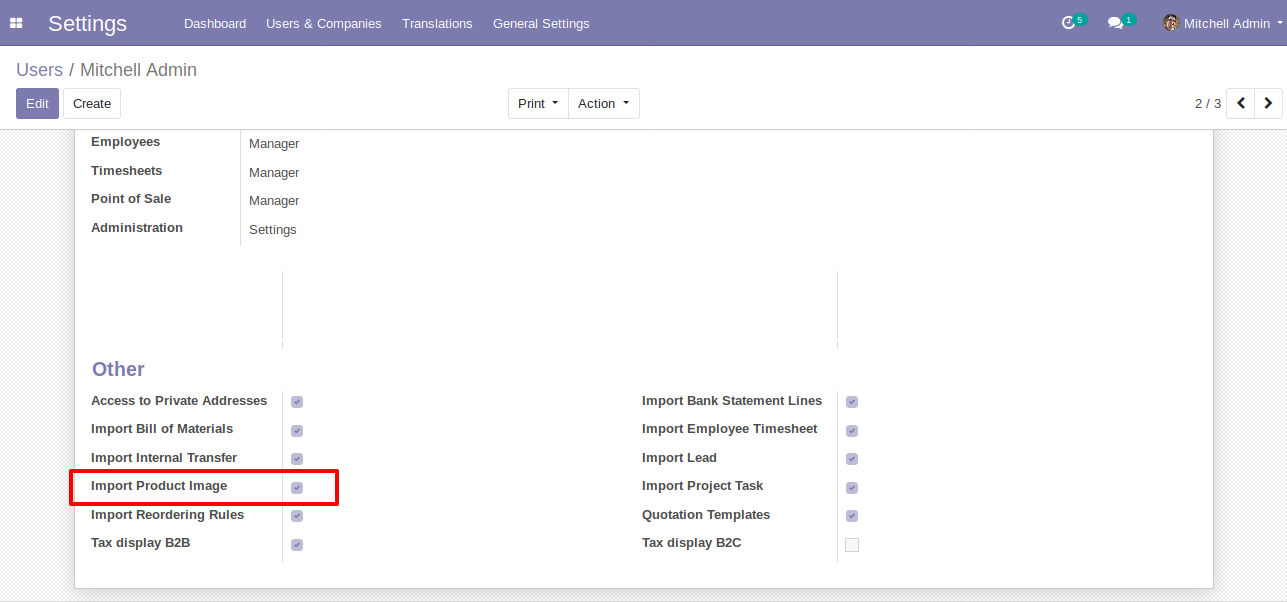 Settings Dashboard Users & Companies Translations General Settings 5 1 Mitchell Admin
Users / Mitchell Admin
Edit Create Print Action 2 / 3
Employees Manager
Timesheets Manager
Point of Sale Manager
Administration Settings
Other
Access to Private Addresses Import Bank Statement Lines
Import Bill of Materials Import Employee Timesheet
Import Internal Transfer Import Lead
Import Product Image Import Project Task
Import Reordering Rules Quotation Templates
Tax display B2B Tax display B2C